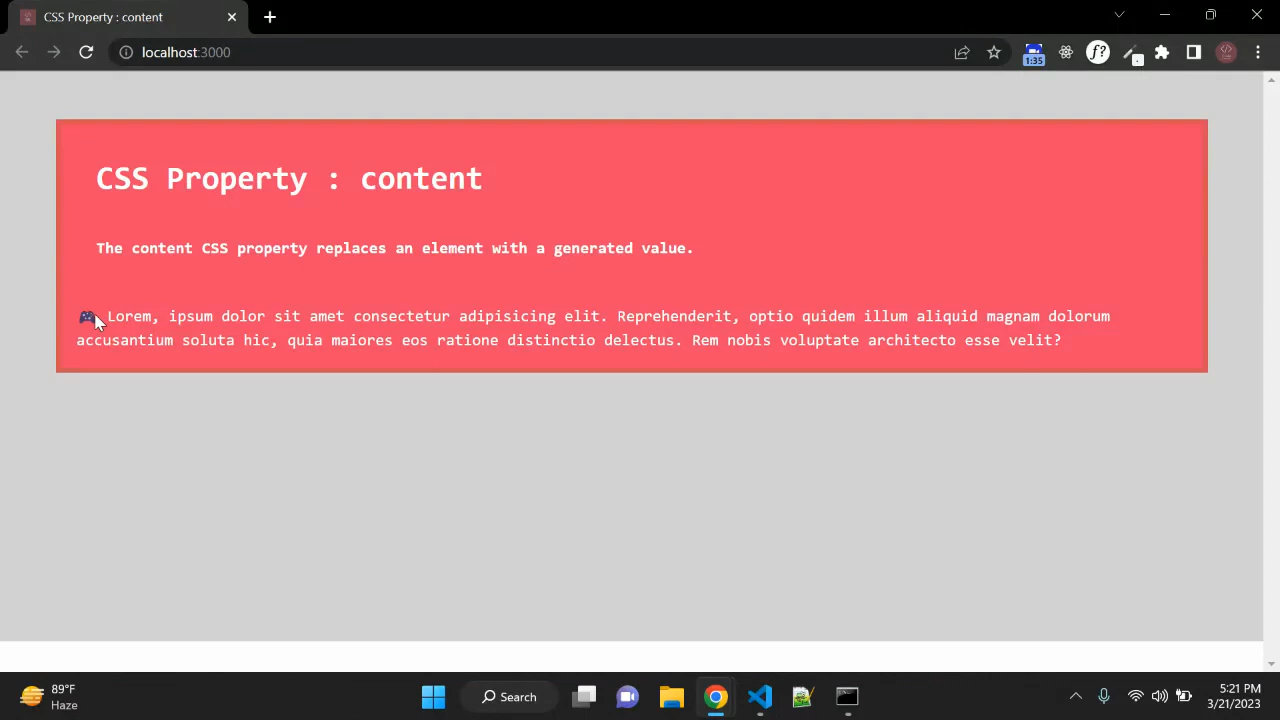 CSS Property : content
localhost:3000
1:35
f?
CSS Property : content
The content CSS property replaces an element with a generated value.
🎮 Lorem, ipsum dolor sit amet consectetur adipisicing elit. Reprehenderit, optio quidem illum aliquid magnam dolorum
accusantium soluta hic, quia maiores eos ratione distinctio delectus. Rem nobis voluptate architecto esse velit?
89°F
Haze
Search
5:21 PM
3/21/2023